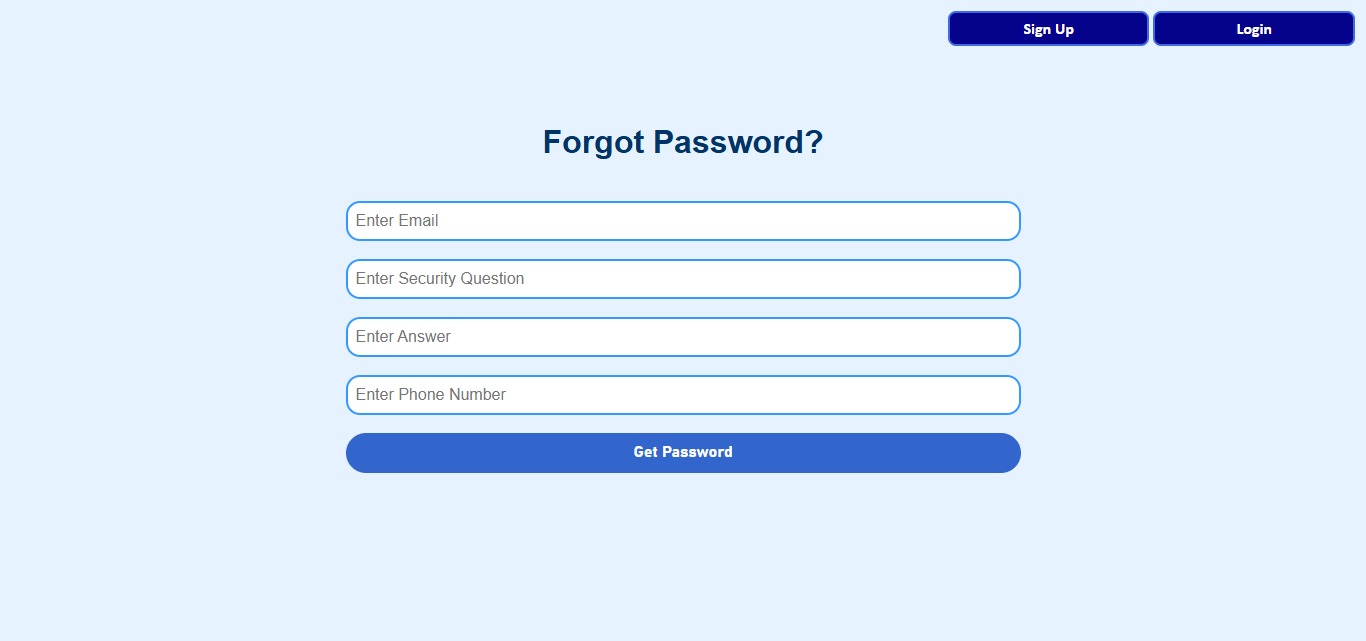 Sign Up Login
Forgot Password?
Enter Email
Enter Security Question
Enter Answer
Enter Phone Number
Get Password